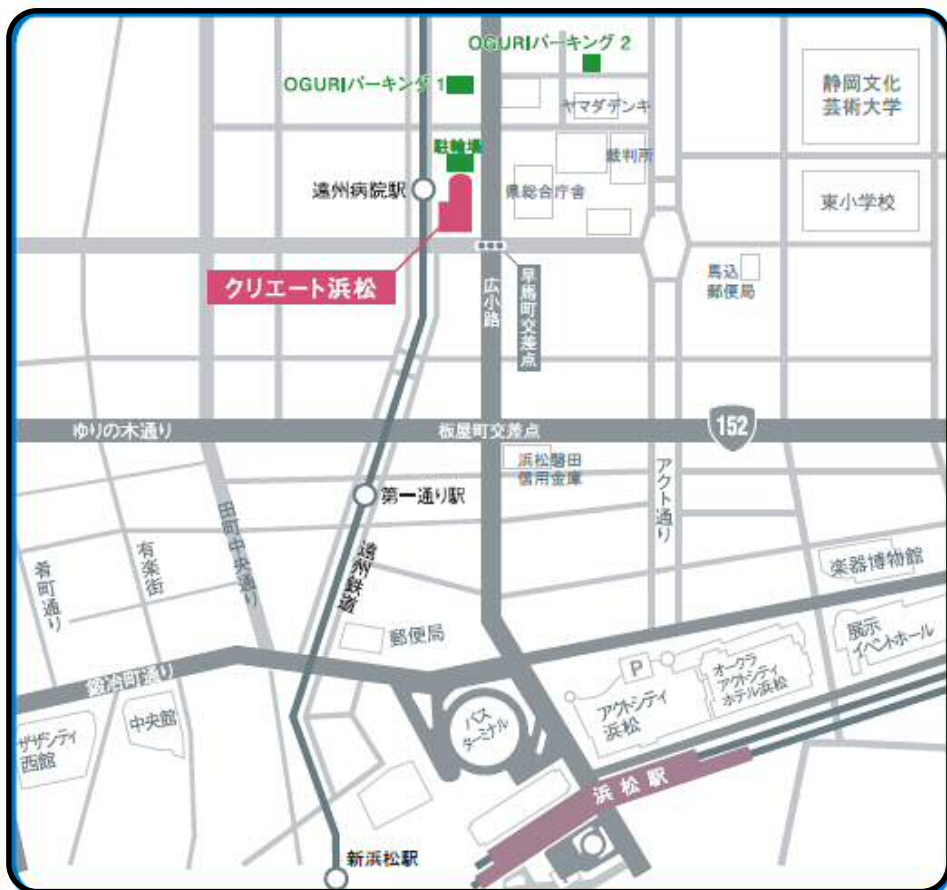 OGURIパーキング 2
OGURIパーキング 1
静岡文化
芸術大学
ヤマダデンキ
駐輪場
裁判所
遠州病院駅
県総合庁舎
東小学校
クリエート浜松
馬込
郵便局
広小路
早馬町交差点
ゆりの木通り
板屋町交差点
152
浜松磐田
信用金庫
アクト通り
第一通り駅
田町中央通り
有楽街
肴町通り
遠州鉄道
楽器博物館
郵便局
展示
イベントホール
鍛冶町通り
P
オークラ
アクトシティ
ホテル浜松
アクトシティ
浜松
バス
ターミナル
中央館
ザザシティ
西館
浜松駅
新浜松駅